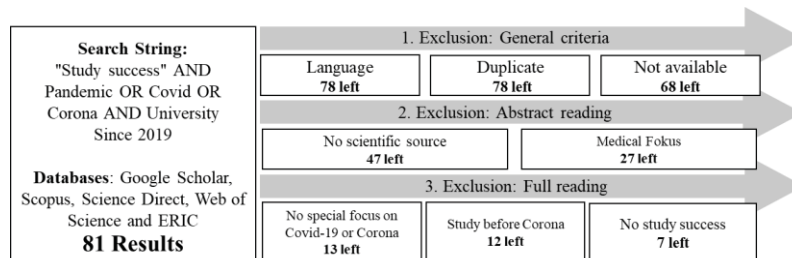 Search String:
"Study success" AND
Pandemic OR Covid OR
Corona AND University
Since 2019
Databases: Google Scholar,
Scopus, Science Direct, Web of
Science and ERIC
81 Results
1. Exclusion: General criteria
Language
78 left
Duplicate
78 left
Not available
68 left
2. Exclusion: Abstract reading
No scientific source
47 left
Medical Fokus
27 left
3. Exclusion: Full reading
No special focus on
Covid-19 or Corona
13 left
Study before Corona
12 left
No study success
7 left